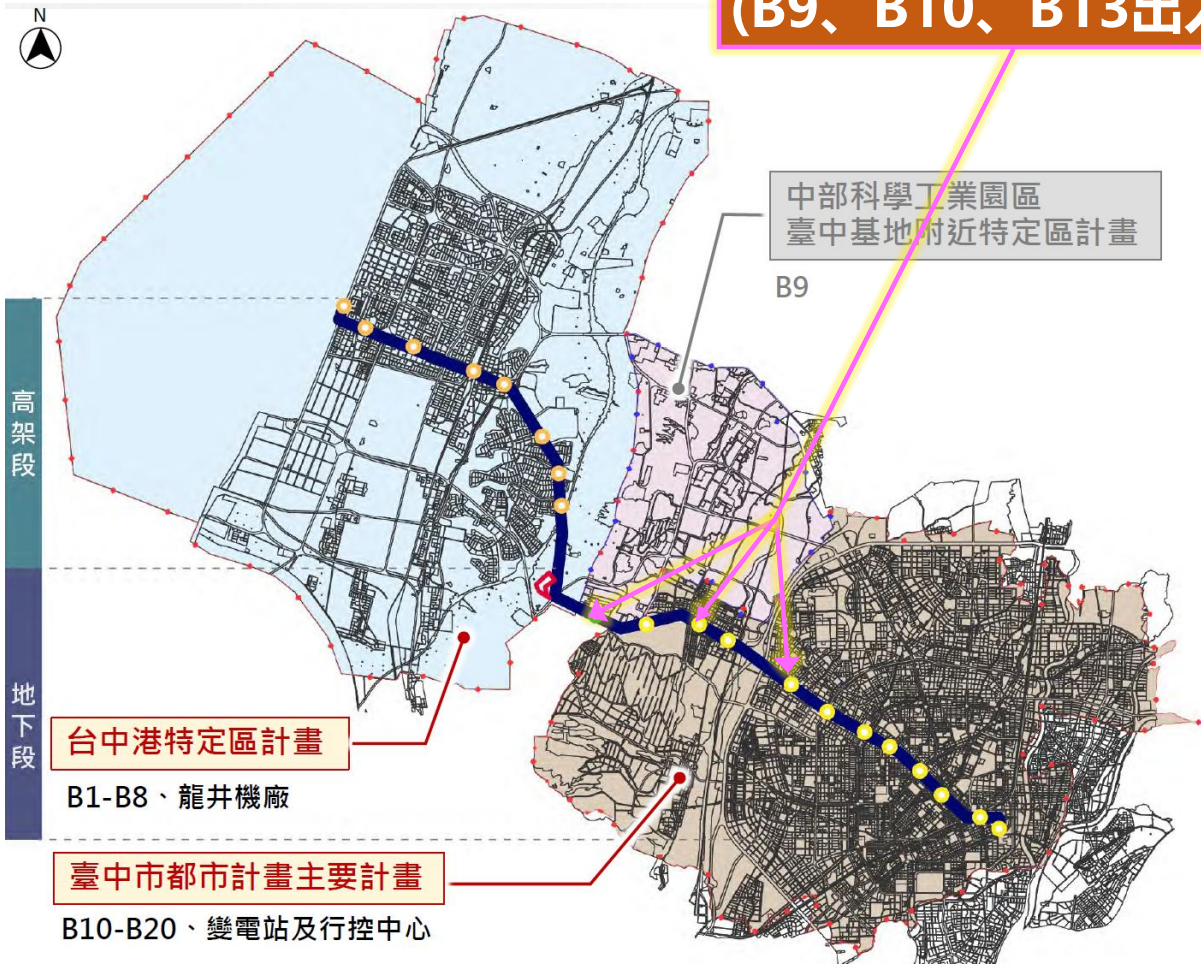 N
(B9、B10、B13出入
中部科學工業園區
臺中基地附近特定區計畫
B9
高架段
地下段
台中港特定區計畫
B1-B8、龍井機廠
臺中市都市計畫主要計畫
B10-B20、變電站及行控中心